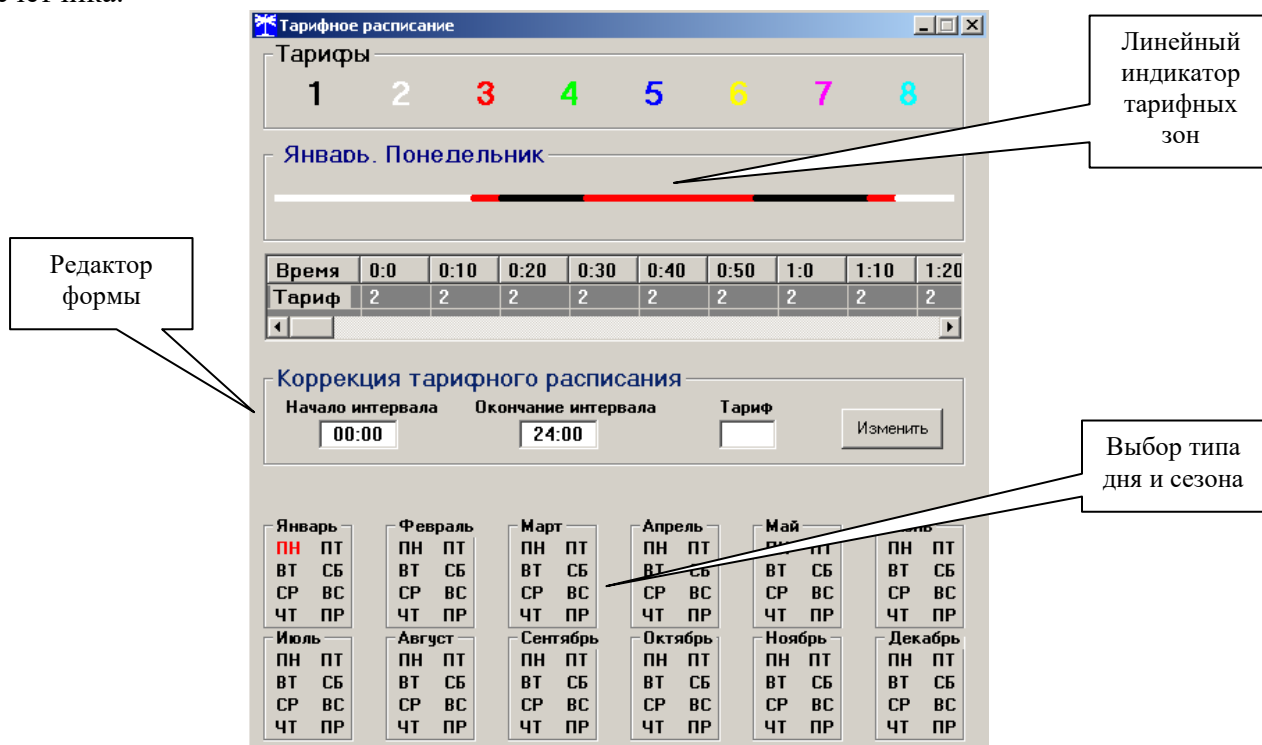 Тарифное расписание
Тарифы
1 2 3 4 5 6 7 8
Линейный
индикатор
тарифных
зон
Январь. Понедельник
Редактор
формы
Время 0:0 0:10 0:20 0:30 0:40 0:50 1:0 1:10 1:20
Тариф 2 2 2 2 2 2 2 2 2
Коррекция тарифного расписания
Начало интервала Окончание интервала Тариф
00:00 24:00 Изменить
Выбор типа
дня и сезона
Январь Февраль Март Апрель Май
ПН ПТ ПН ПТ ПН ПТ ПН ПТ ПН ПТ ПН ПТ
ВТ СБ ВТ СБ ВТ СБ ВТ СБ ВТ СБ ВТ СБ
СР ВС СР ВС СР ВС СР ВС СР ВС СР ВС
ЧТ ПР ЧТ ПР ЧТ ПР ЧТ ПР ЧТ ПР ЧТ ПР
Июль Август Сентябрь Октябрь Ноябрь Декабрь
ПН ПТ ПН ПТ ПН ПТ ПН ПТ ПН ПТ ПН ПТ
ВТ СБ ВТ СБ ВТ СБ ВТ СБ ВТ СБ ВТ СБ
СР ВС СР ВС СР ВС СР ВС СР ВС СР ВС
ЧТ ПР ЧТ ПР ЧТ ПР ЧТ ПР ЧТ ПР ЧТ ПР